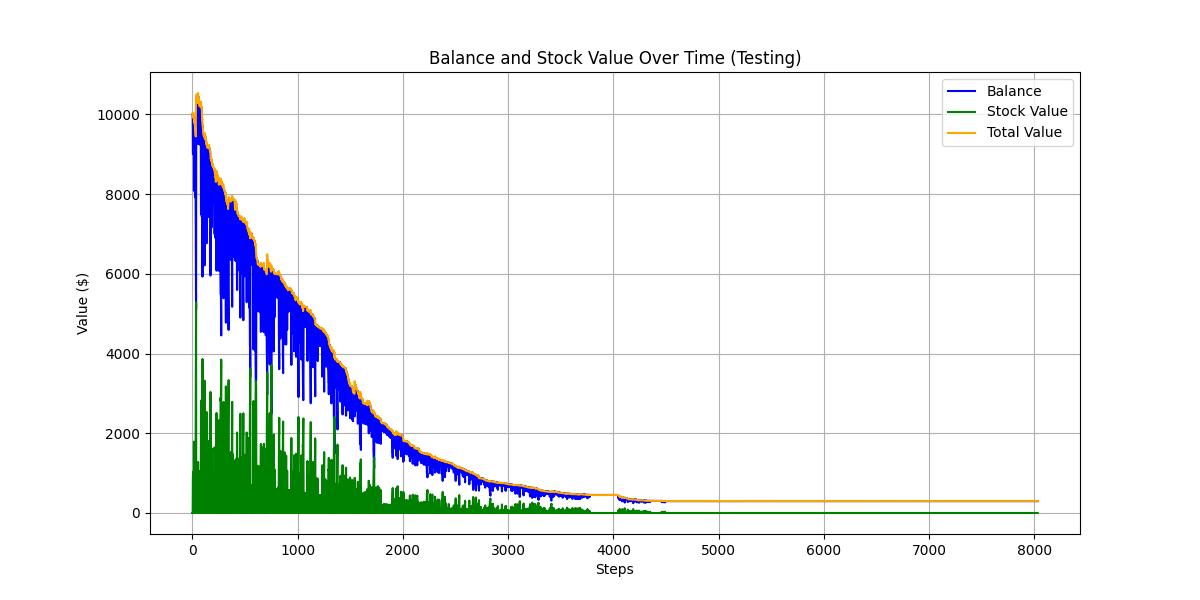 Balance and Stock Value Over Time (Testing)
Balance
Stock Value
Total Value
10000
8000
6000
4000
2000
0
Value ($)
0 1000 2000 3000 4000 5000 6000 7000 8000
Steps